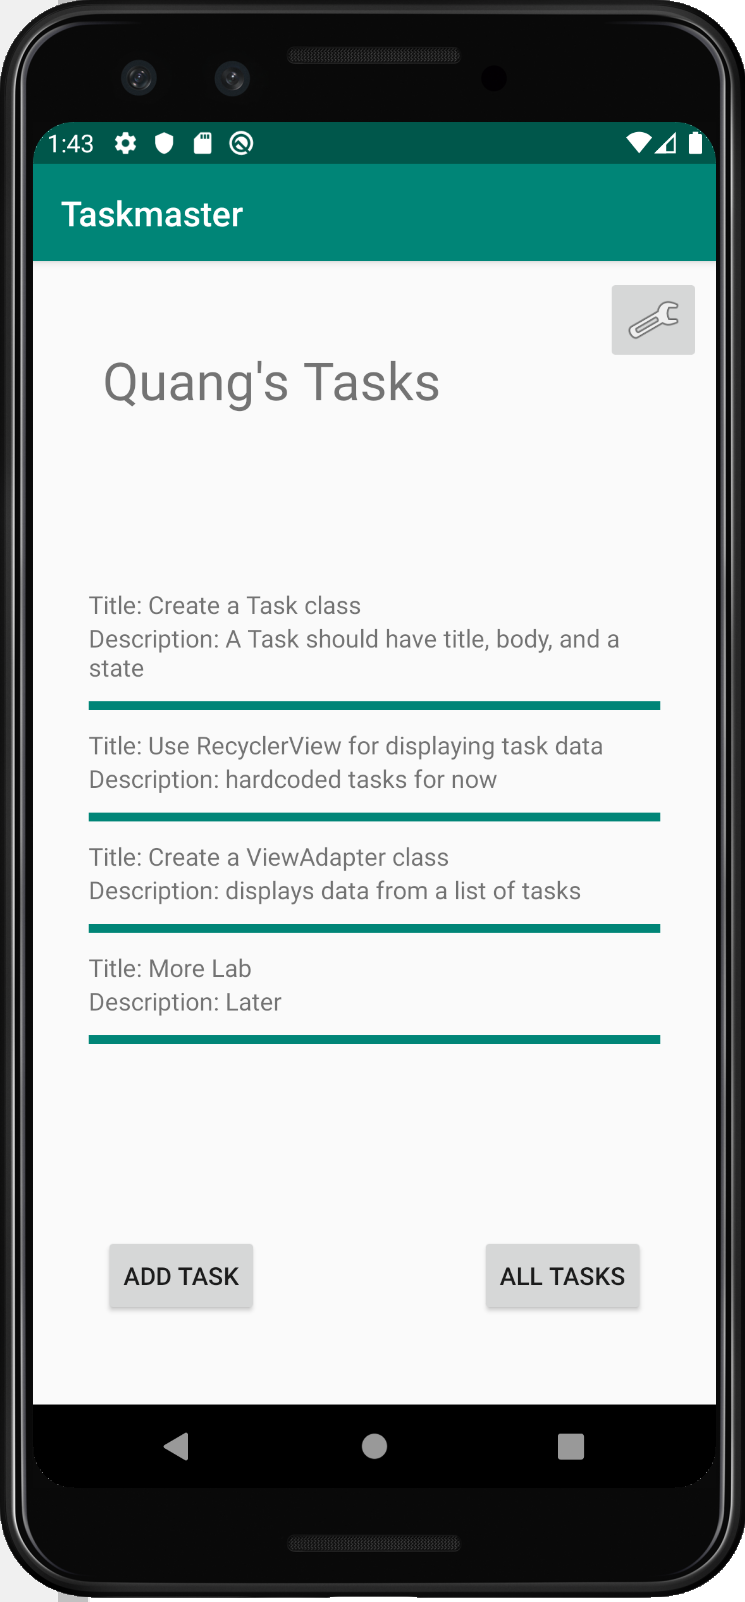 1:43
Taskmaster
Quang's Tasks
Title: Create a Task class
Description: A Task should have title, body, and a
state
Title: Use RecyclerView for displaying task data
Description: hardcoded tasks for now
Title: Create a ViewAdapter class
Description: displays data from a list of tasks
Title: More Lab
Description: Later
ADD TASK
ALL TASKS